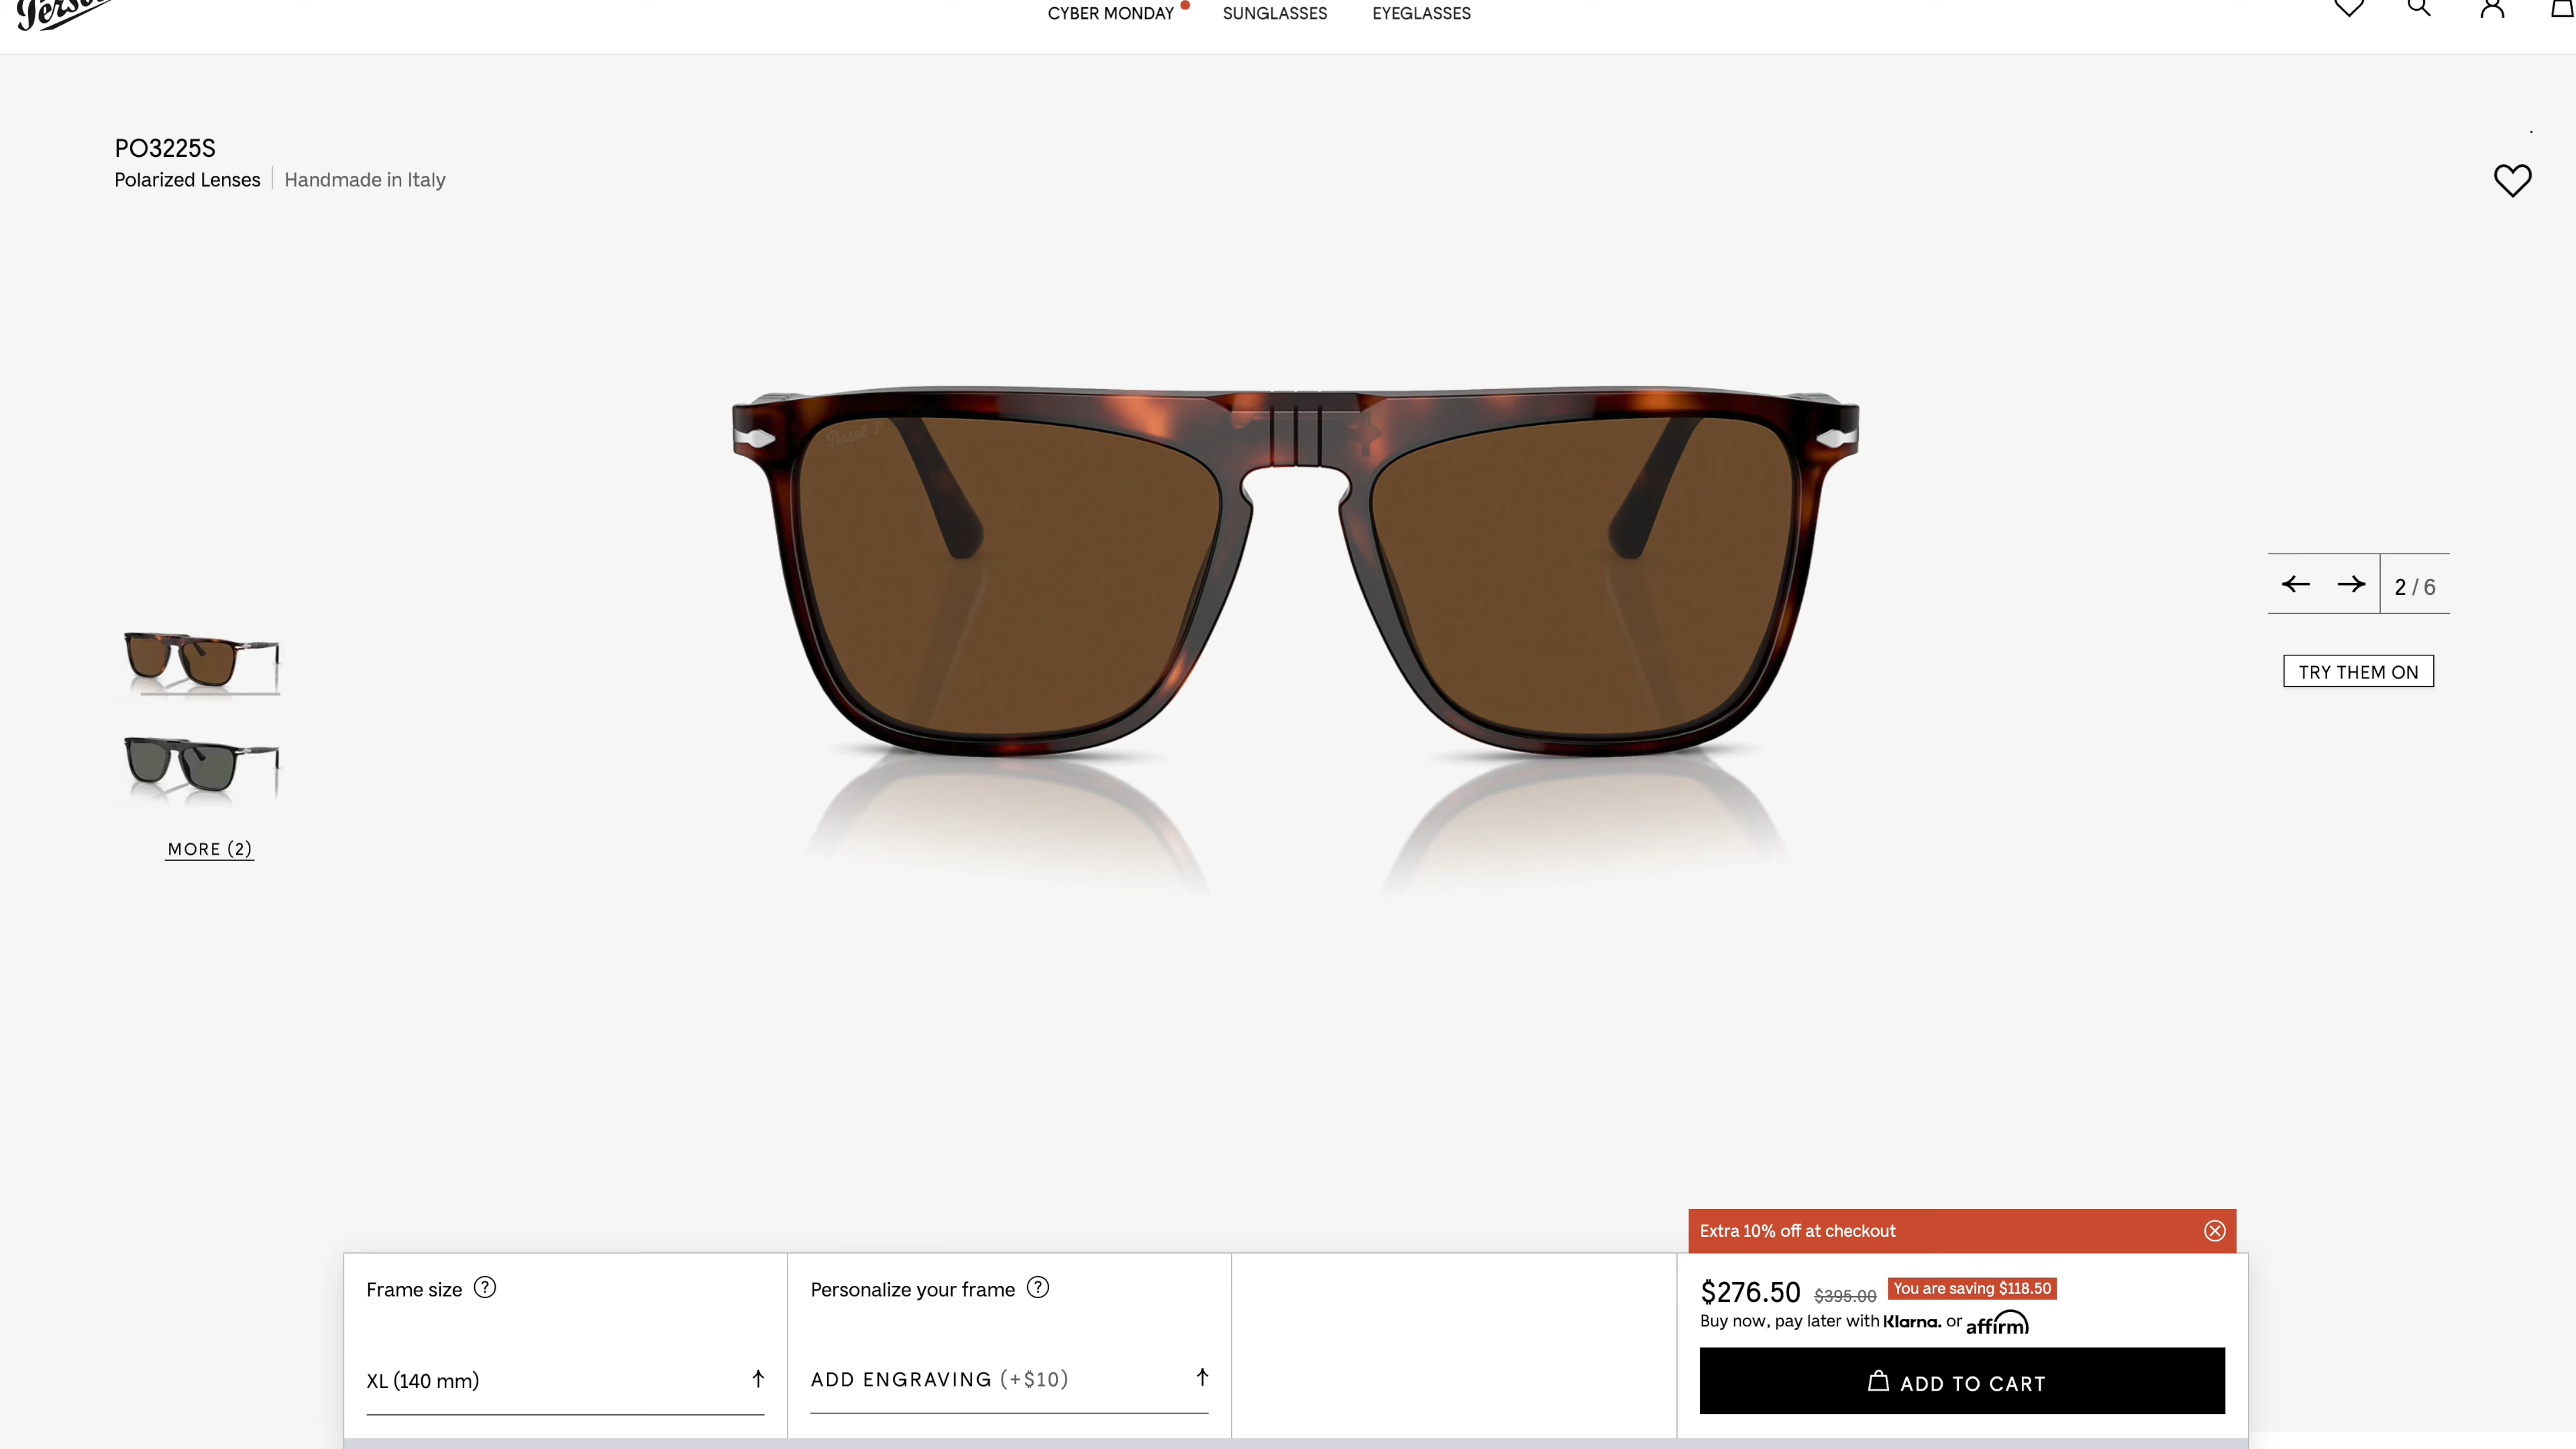 Persol
CYBER MONDAY
SUNGLASSES
EYEGLASSES
PO3225S
Polarized Lenses
Handmade in Italy
Persol P
2 / 6
TRY THEM ON
MORE (2)
Extra 10% off at checkout
Frame size ?
XL (140 mm)
Personalize your frame ?
ADD ENGRAVING (+$10)
$276.50 $395.00 You are saving $118.50
Buy now, pay later with Klarna. or affirm
ADD TO CART